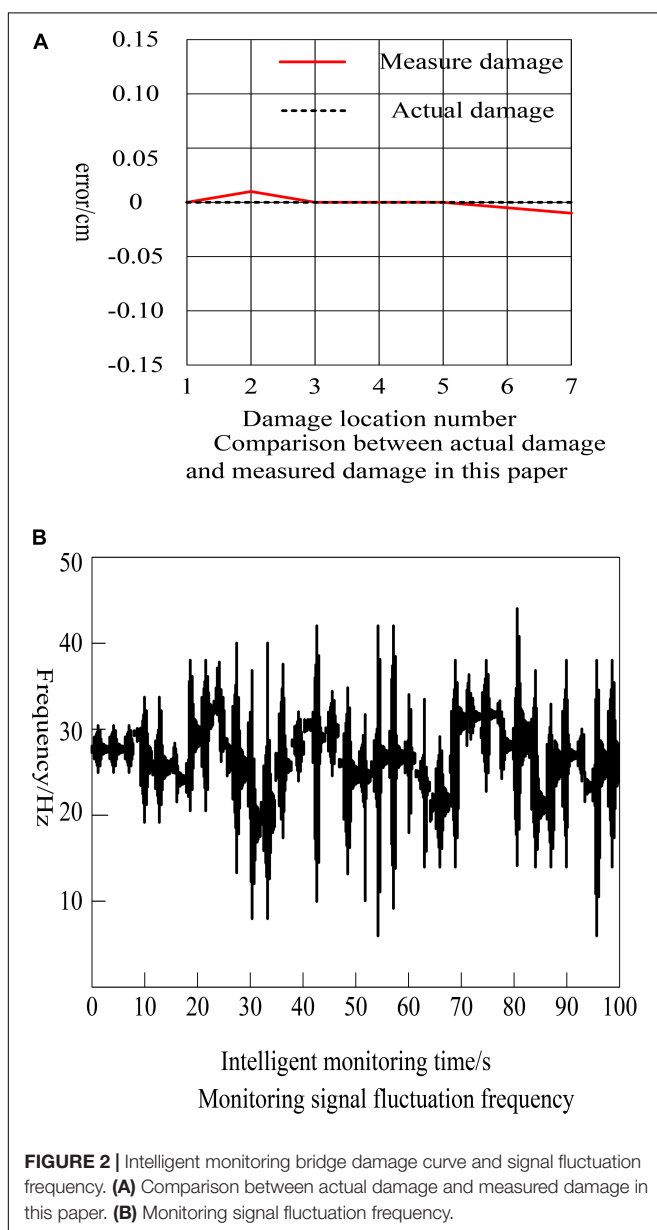 A
0.15
Measure damage
0.10
Actual damage
0.05
error/cm
0
-0.05
-0.10
-0.15
1 2 3 4 5 6 7
Damage location number
Comparison between actual damage
and measured damage in this paper
B
50
40
30
Frequency/Hz
20
10
0 10 20 30 40 50 60 70 80 90 100
Intelligent monitoring time/s
Monitoring signal fluctuation frequency
FIGURE 2 | Intelligent monitoring bridge damage curve and signal fluctuation
frequency. (A) Comparison between actual damage and measured damage in
this paper. (B) Monitoring signal fluctuation frequency.